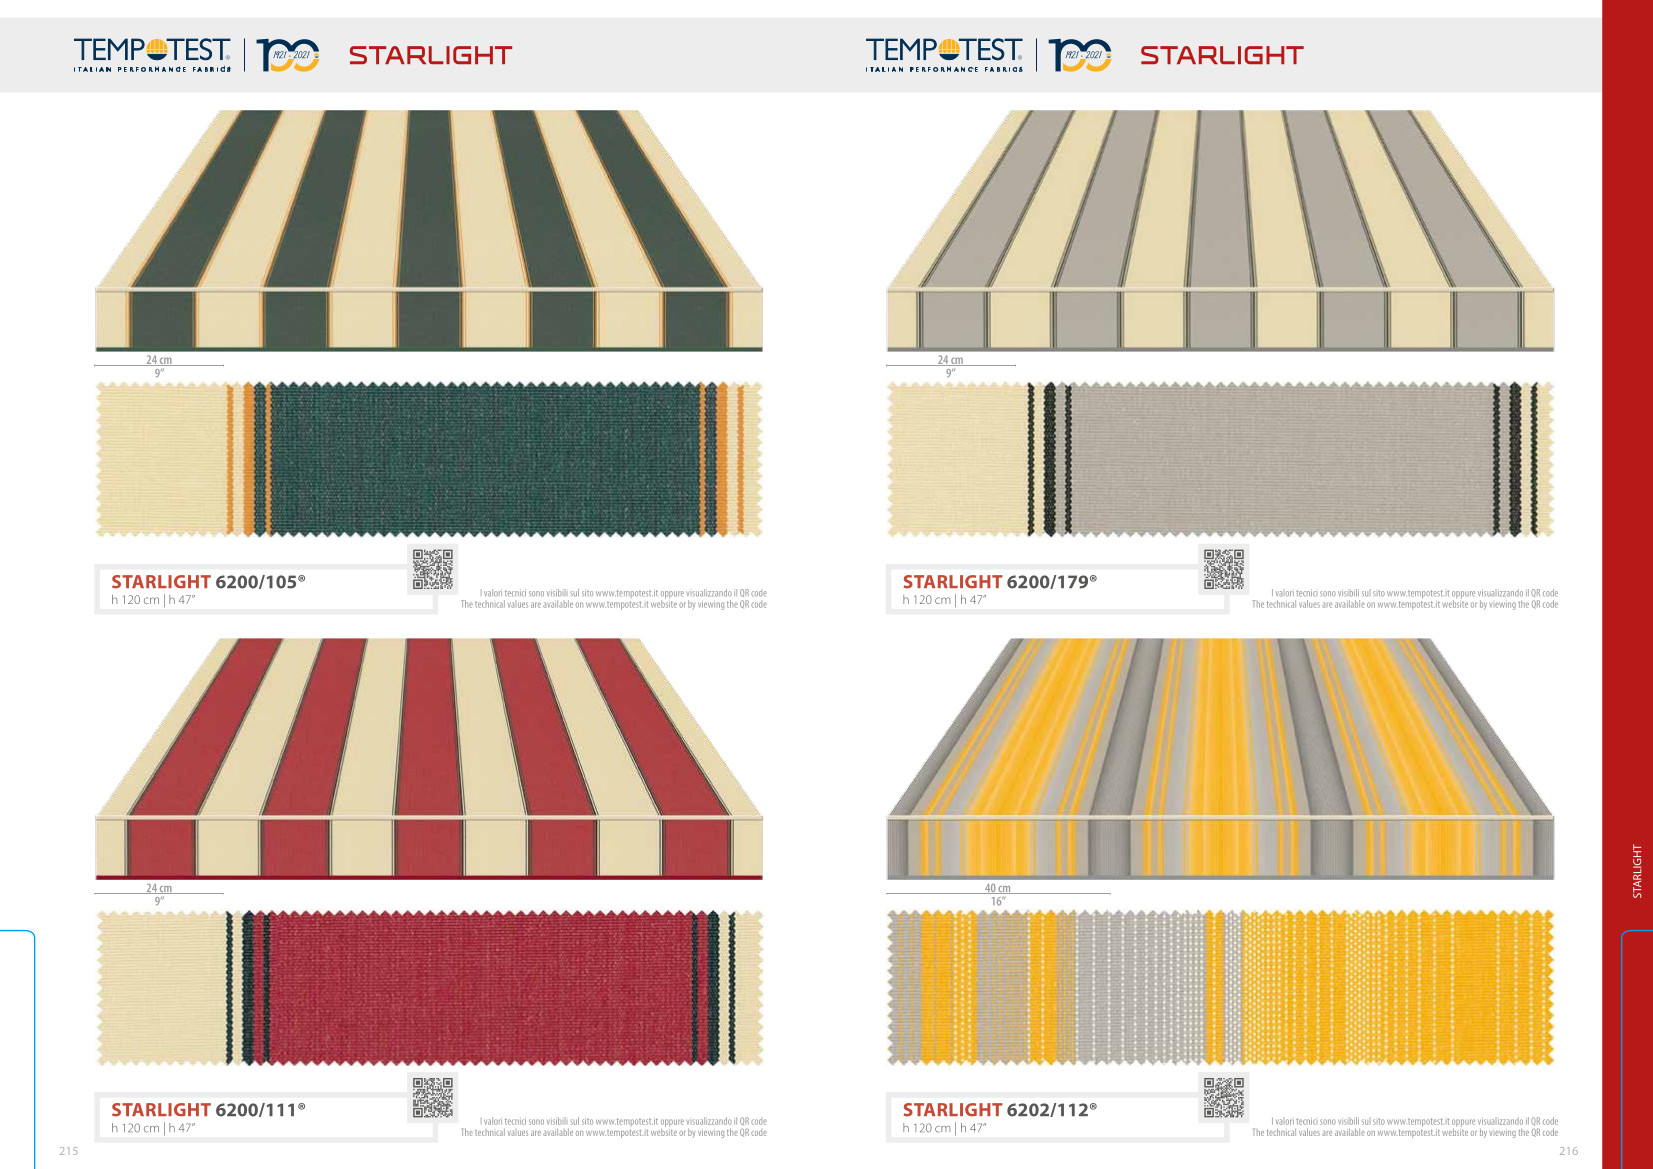 TEMPOTEST®
ITALIAN PERFORMANCE FABRICS
100
1921 - 2021
STARLIGHT
24 cm
9”
STARLIGHT 6200/105®
h 120 cm | h 47”
I valori tecnici sono visibili sul sito www.tempotest.it oppure visualizzando il QR code
The technical values are available on www.tempotest.it website or by viewing the QR code
24 cm
9”
STARLIGHT 6200/111®
h 120 cm | h 47”
I valori tecnici sono visibili sul sito www.tempotest.it oppure visualizzando il QR code
The technical values are available on www.tempotest.it website or by viewing the QR code
215
TEMPOTEST®
ITALIAN PERFORMANCE FABRICS
100
1921 - 2021
STARLIGHT
24 cm
9”
STARLIGHT 6200/179®
h 120 cm | h 47”
I valori tecnici sono visibili sul sito www.tempotest.it oppure visualizzando il QR code
The technical values are available on www.tempotest.it website or by viewing the QR code
40 cm
16”
STARLIGHT 6202/112®
h 120 cm | h 47”
I valori tecnici sono visibili sul sito www.tempotest.it oppure visualizzando il QR code
The technical values are available on www.tempotest.it website or by viewing the QR code
216
STARLIGHT